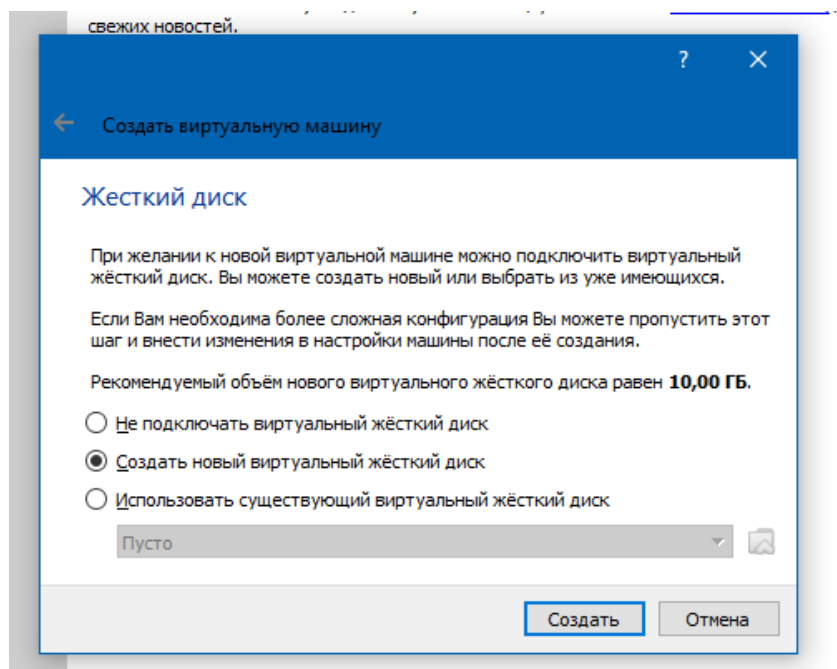 свежих новостей.
?
Создать виртуальную машину
Жесткий диск
При желании к новой виртуальной машине можно подключить виртуальный
жёсткий диск. Вы можете создать новый или выбрать из уже имеющихся.
Если Вам необходима более сложная конфигурация Вы можете пропустить этот
шаг и внести изменения в настройки машины после её создания.
Рекомендуемый объём нового виртуального жёсткого диска равен 10,00 ГБ.
Не подключать виртуальный жёсткий диск
Создать новый виртуальный жёсткий диск
Использовать существующий виртуальный жёсткий диск
Пусто
Создать Отмена